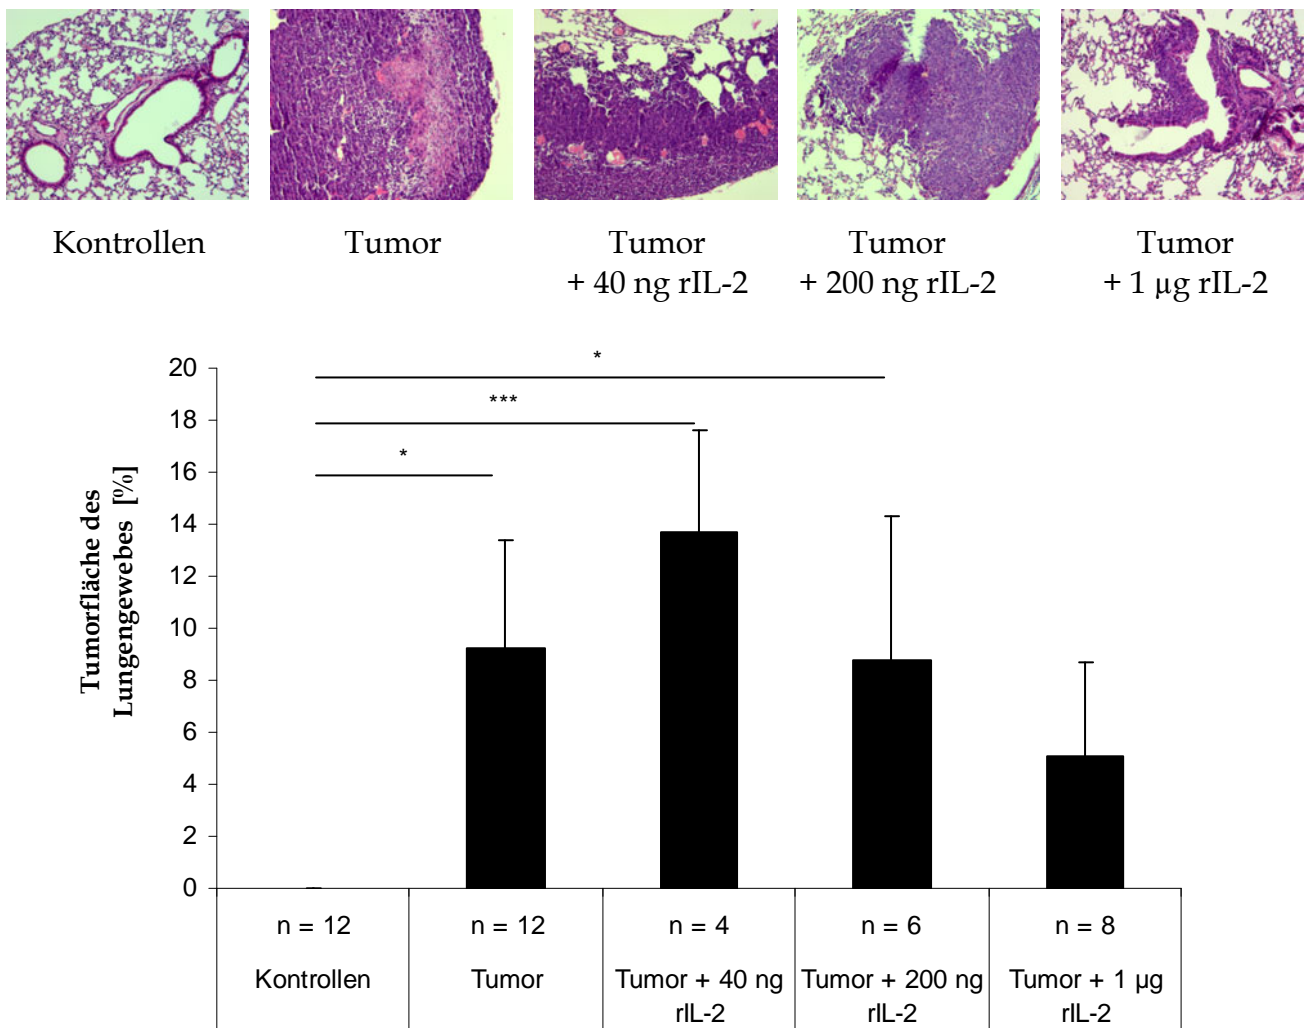 Kontrollen
Tumor
Tumor
+ 40 ng rIL-2
Tumor
+ 200 ng rIL-2
Tumor
+ 1 µg rIL-2
Tumorfläche des
Lungengewebes [%]
20
18
16
14
12
10
8
6
4
2
0
*
***
*
n = 12
n = 12
n = 4
n = 6
n = 8
Kontrollen
Tumor
Tumor + 40 ng
rIL-2
Tumor + 200 ng
rIL-2
Tumor + 1 µg
rIL-2